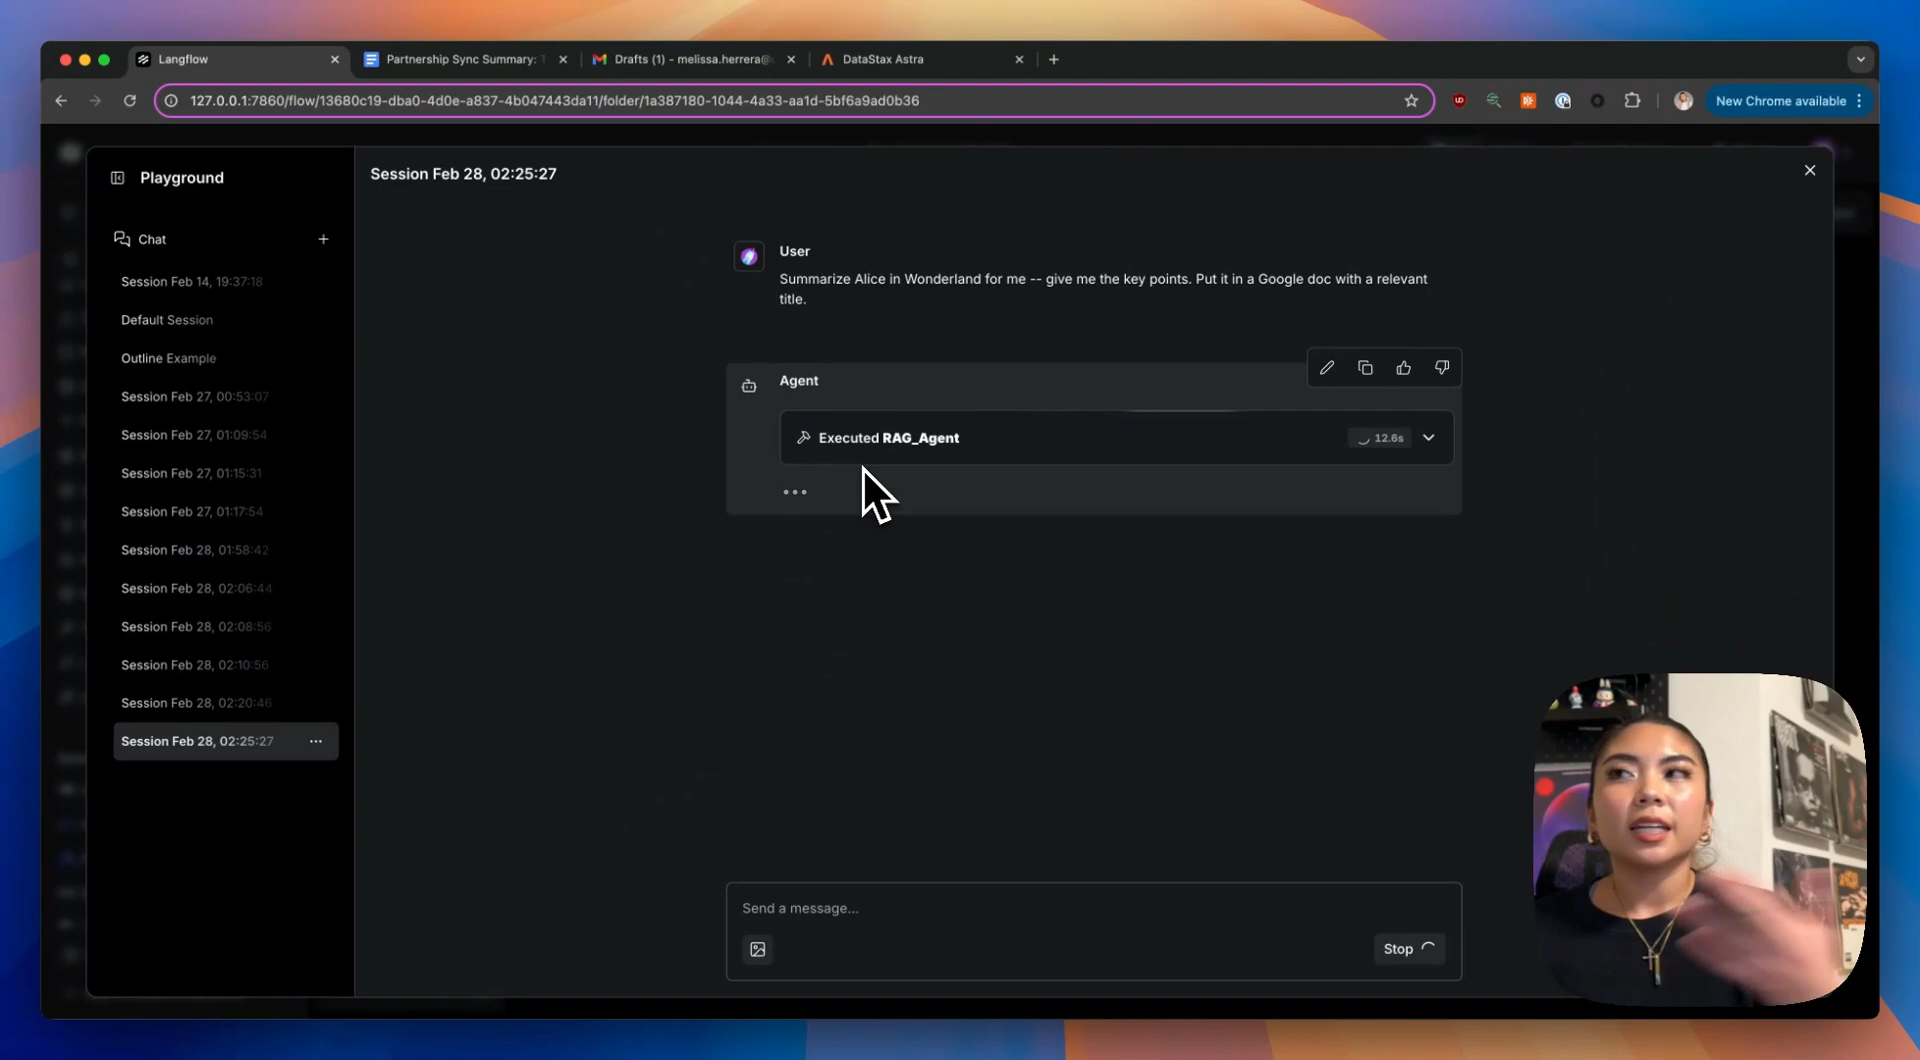 Langflow
Partnership Sync Summary:
Drafts (1) - melissa.herrera@
DataStax Astra
127.0.0.1:7860/flow/13680c19-dba0-4d0e-a837-4b047443da11/folder/1a387180-1044-4a33-aa1d-5bf6a9ad0b36
New Chrome available
Playground
Session Feb 28, 02:25:27
Chat
Session Feb 14, 19:37:18
Default Session
Outline Example
Session Feb 27, 00:53:07
Session Feb 27, 01:09:54
Session Feb 27, 01:15:31
Session Feb 27, 01:17:54
Session Feb 28, 01:58:42
Session Feb 28, 02:06:44
Session Feb 28, 02:08:56
Session Feb 28, 02:10:56
Session Feb 28, 02:20:46
Session Feb 28, 02:25:27
User
Summarize Alice in Wonderland for me -- give me the key points. Put it in a Google doc with a relevant
title.
Agent
Executed RAG_Agent
12.6s
Send a message...
Stop